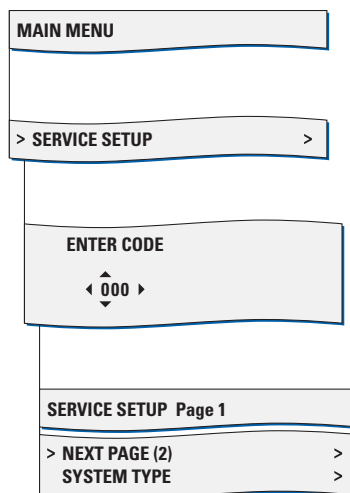 MAIN MENU
> SERVICE SETUP >
ENTER CODE
000
SERVICE SETUP Page 1
> NEXT PAGE (2) >
SYSTEM TYPE >